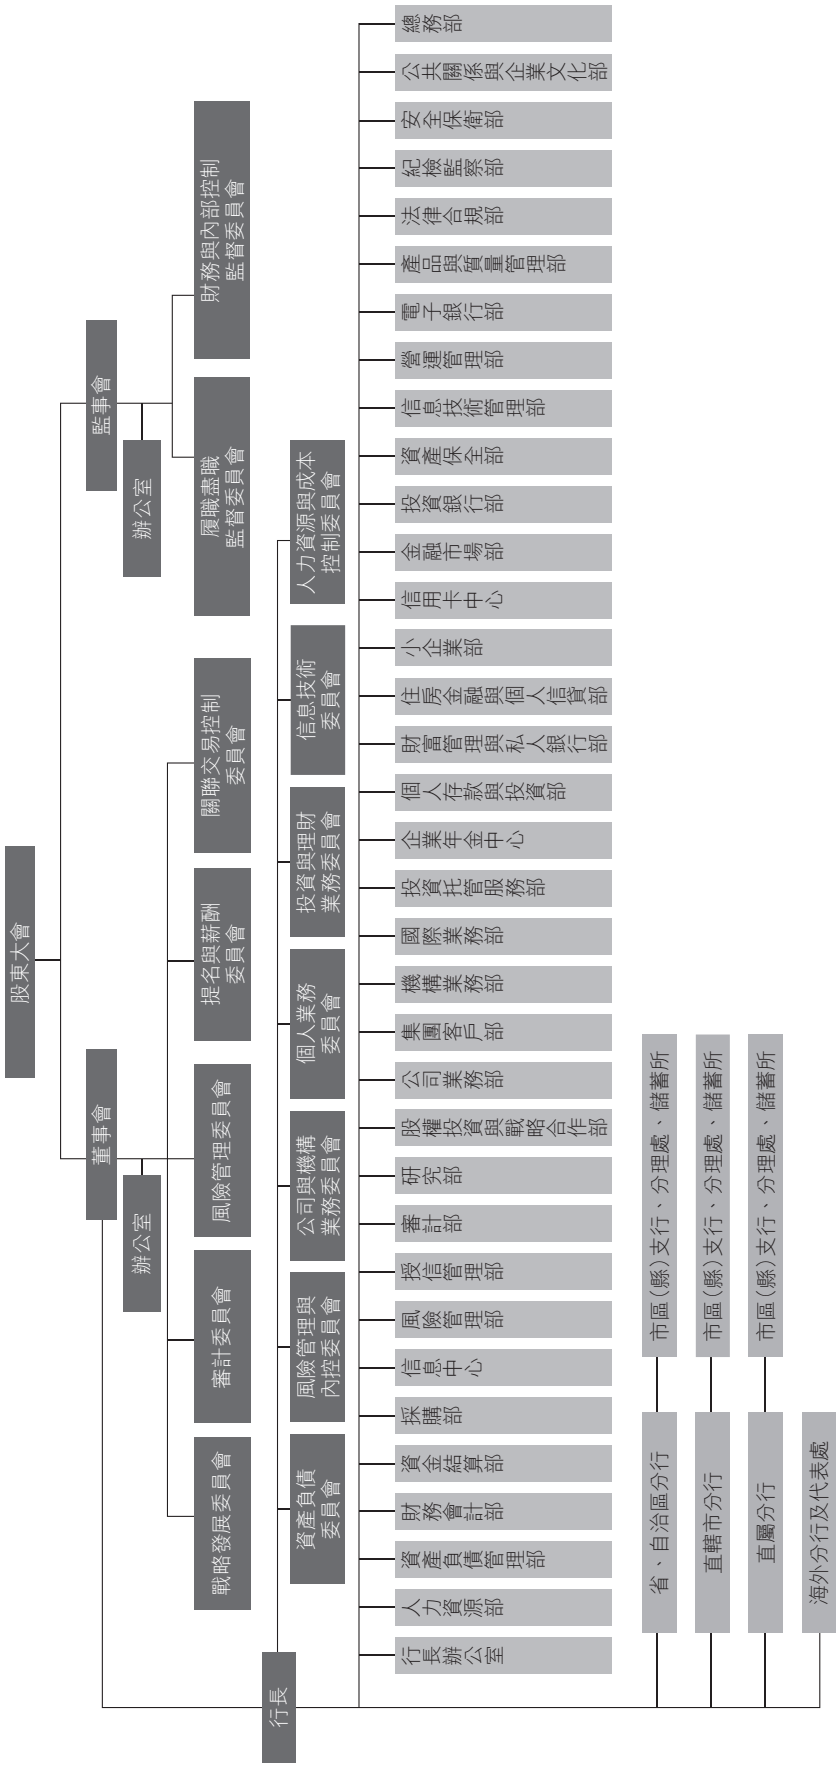 股東大會
董事會
監事會
辦公室
辦公室
戰略發展委員會
審計委員會
風險管理委員會
提名與薪酬
委員會
關聯交易控制
委員會
履職盡職
監督委員會
財務與內部控制
監督委員會
行長
資產負債
委員會
風險管理與
內控委員會
公司與機構
業務委員會
個人業務
委員會
投資與理財
業務委員會
信息技術
委員會
人力資源與成本
控制委員會
行長辦公室
人力資源部
資產負債管理部
財務會計部
資金結算部
採購部
信息中心
風險管理部
授信管理部
審計部
研究部
股權投資與戰略合作部
公司業務部
集團客戶部
機構業務部
國際業務部
投資托管服務部
企業年金中心
個人存款與投資部
財富管理與私人銀行部
住房金融與個人信貸部
小企業部
信用卡中心
金融市場部
投資銀行部
資產保全部
信息技術管理部
營運管理部
電子銀行部
產品與質量管理部
法律合規部
紀檢監察部
安全保衛部
公共關係與企業文化部
總務部
省、自治區分行
市區（縣）支行、分理處、儲蓄所
直轄市分行
市區（縣）支行、分理處、儲蓄所
直屬分行
市區（縣）支行、分理處、儲蓄所
海外分行及代表處